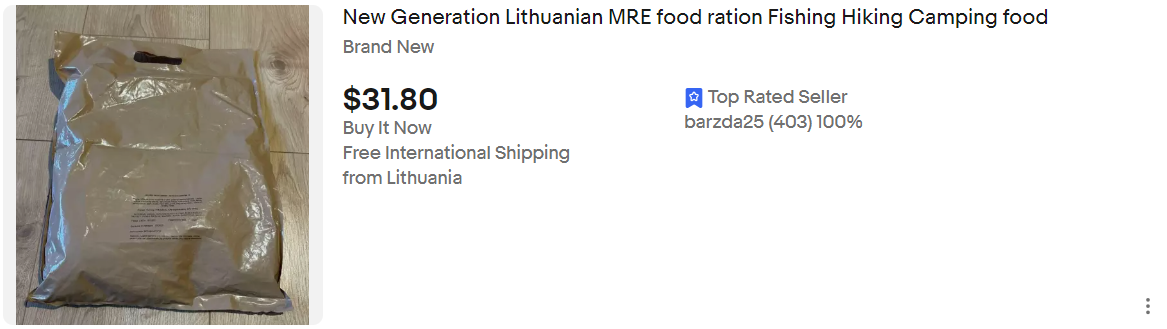 New Generation Lithuanian MRE food ration Fishing Hiking Camping food
Brand New
$31.80
Buy It Now
Free International Shipping
from Lithuania
Top Rated Seller
barzda25 (403) 100%